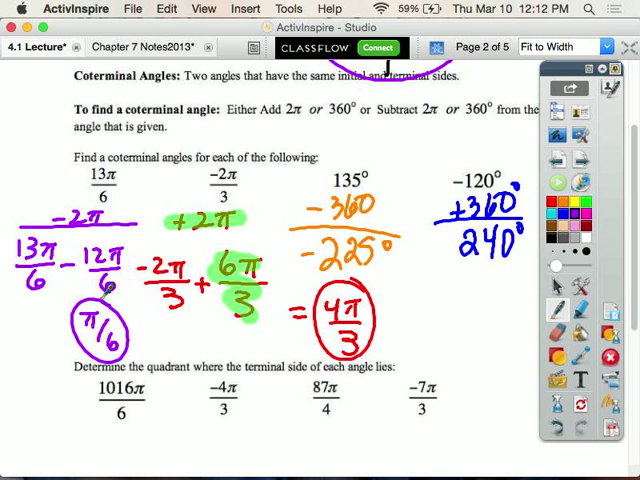 ActivInspire File Edit View Insert Tools Help 59% Mon 12:12 PM
ActivInspire - Studio
4.1 Lecture* Chapter 7 Notes2013* CLASSFLOW Connect Page 2 of 5 Fit to Width
Coterminal Angles: Two angles that have the same initial and terminal sides.
To find a coterminal angle: Either Add 2π or 360° or Subtract 2π or 360° from the
angle that is given.
Find a coterminal angles for each of the following:
13π/6 -2π/3 135° -120°
-2π +2π -360 +360°
13π/6 - 12π/6 -2π/3 + 6π/3 = 4π/3 -225° 240°
π/6
Determine the quadrant where the terminal side of each angle lies:
1016π/6 -4π/3 87π/4 -7π/3